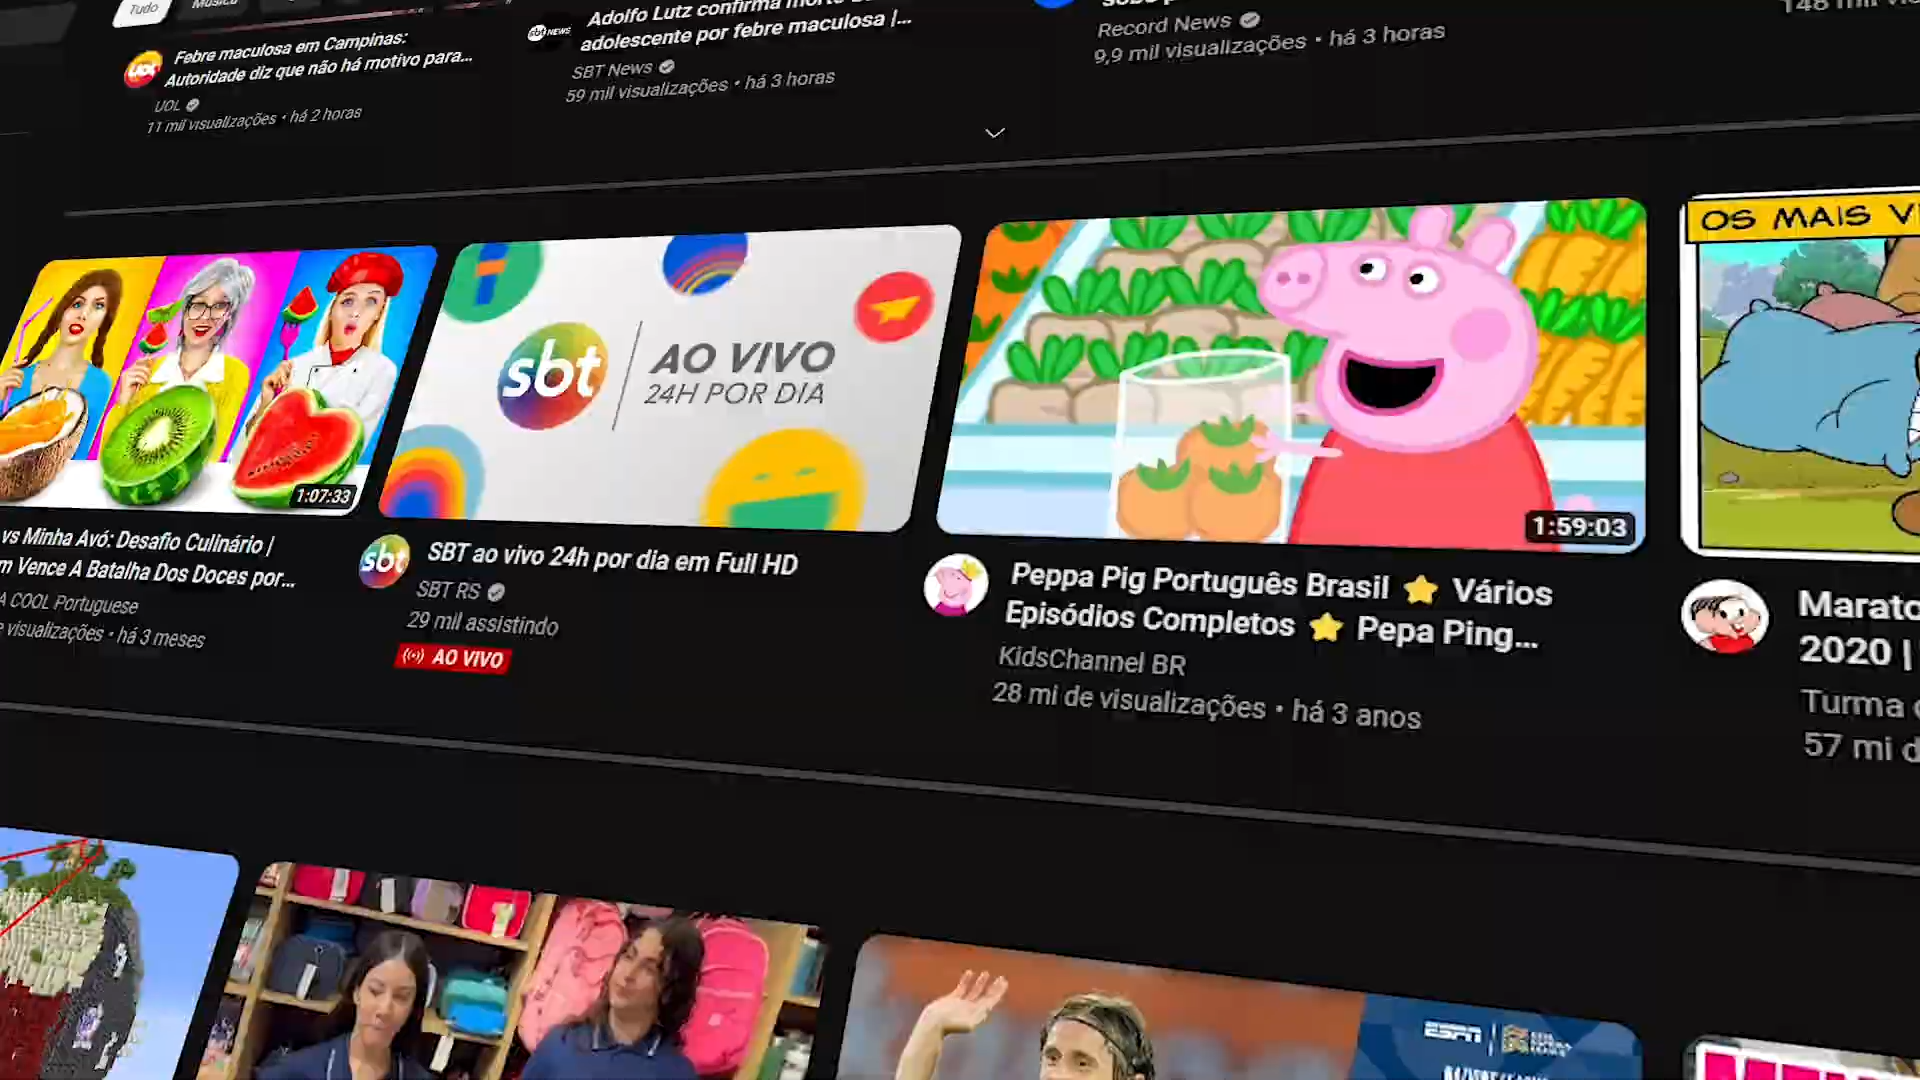 Tudo
Música
Febre maculosa em Campinas:
Autoridade diz que não há motivo para...
UOL
11 mil visualizações • há 2 horas
sbt NEWS
Adolfo Lutz confirma
adolescente por febre maculosa |...
SBT News
59 mil visualizações • há 3 horas
Record News
9,9 mil visualizações • há 3 horas
148 mil
1:07:33
vs Minha Avó: Desafio Culinário |
Vence A Batalha Dos Doces por...
A COOL Portuguese
visualizações • há 3 meses
sbt
AO VIVO
24H POR DIA
sbt
SBT ao vivo 24h por dia em Full HD
SBT RS
29 mil assistindo
AO VIVO
1:59:03
Peppa Pig Português Brasil ⭐ Vários
Episódios Completos ⭐ Pepa Ping...
KidsChannel BR
28 mi de visualizações • há 3 anos
OS MAIS
2020 |
Turma
57 mi d
ESPN